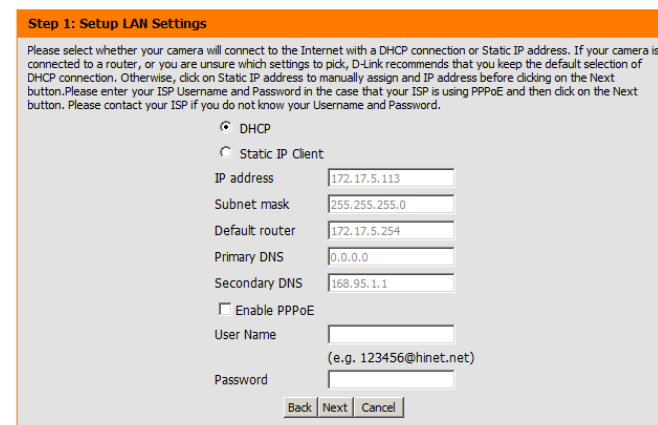 Step 1: Setup LAN Settings
Please select whether your camera will connect to the Internet with a DHCP connection or Static IP address. If your camera is
connected to a router, or you are unsure which settings to pick, D-Link recommends that you keep the default selection of
DHCP connection. Otherwise, click on Static IP address to manually assign and IP address before clicking on the Next
button.Please enter your ISP Username and Password in the case that your ISP is using PPPoE and then click on the Next
button. Please contact your ISP if you do not know your Username and Password.
DHCP
Static IP Client
IP address 172.17.5.113
Subnet mask 255.255.255.0
Default router 172.17.5.254
Primary DNS 0.0.0.0
Secondary DNS 168.95.1.1
Enable PPPoE
User Name
(e.g. 123456@hinet.net)
Password
Back Next Cancel